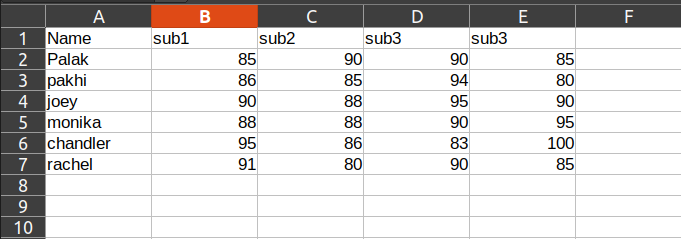 A B C D E F
1 Name sub1 sub2 sub3 sub3
2 Palak 85 90 90 85
3 pakhi 86 85 94 80
4 joey 90 88 95 90
5 monika 88 88 90 95
6 chandler 95 86 83 100
7 rachel 91 80 90 85
8
9
10